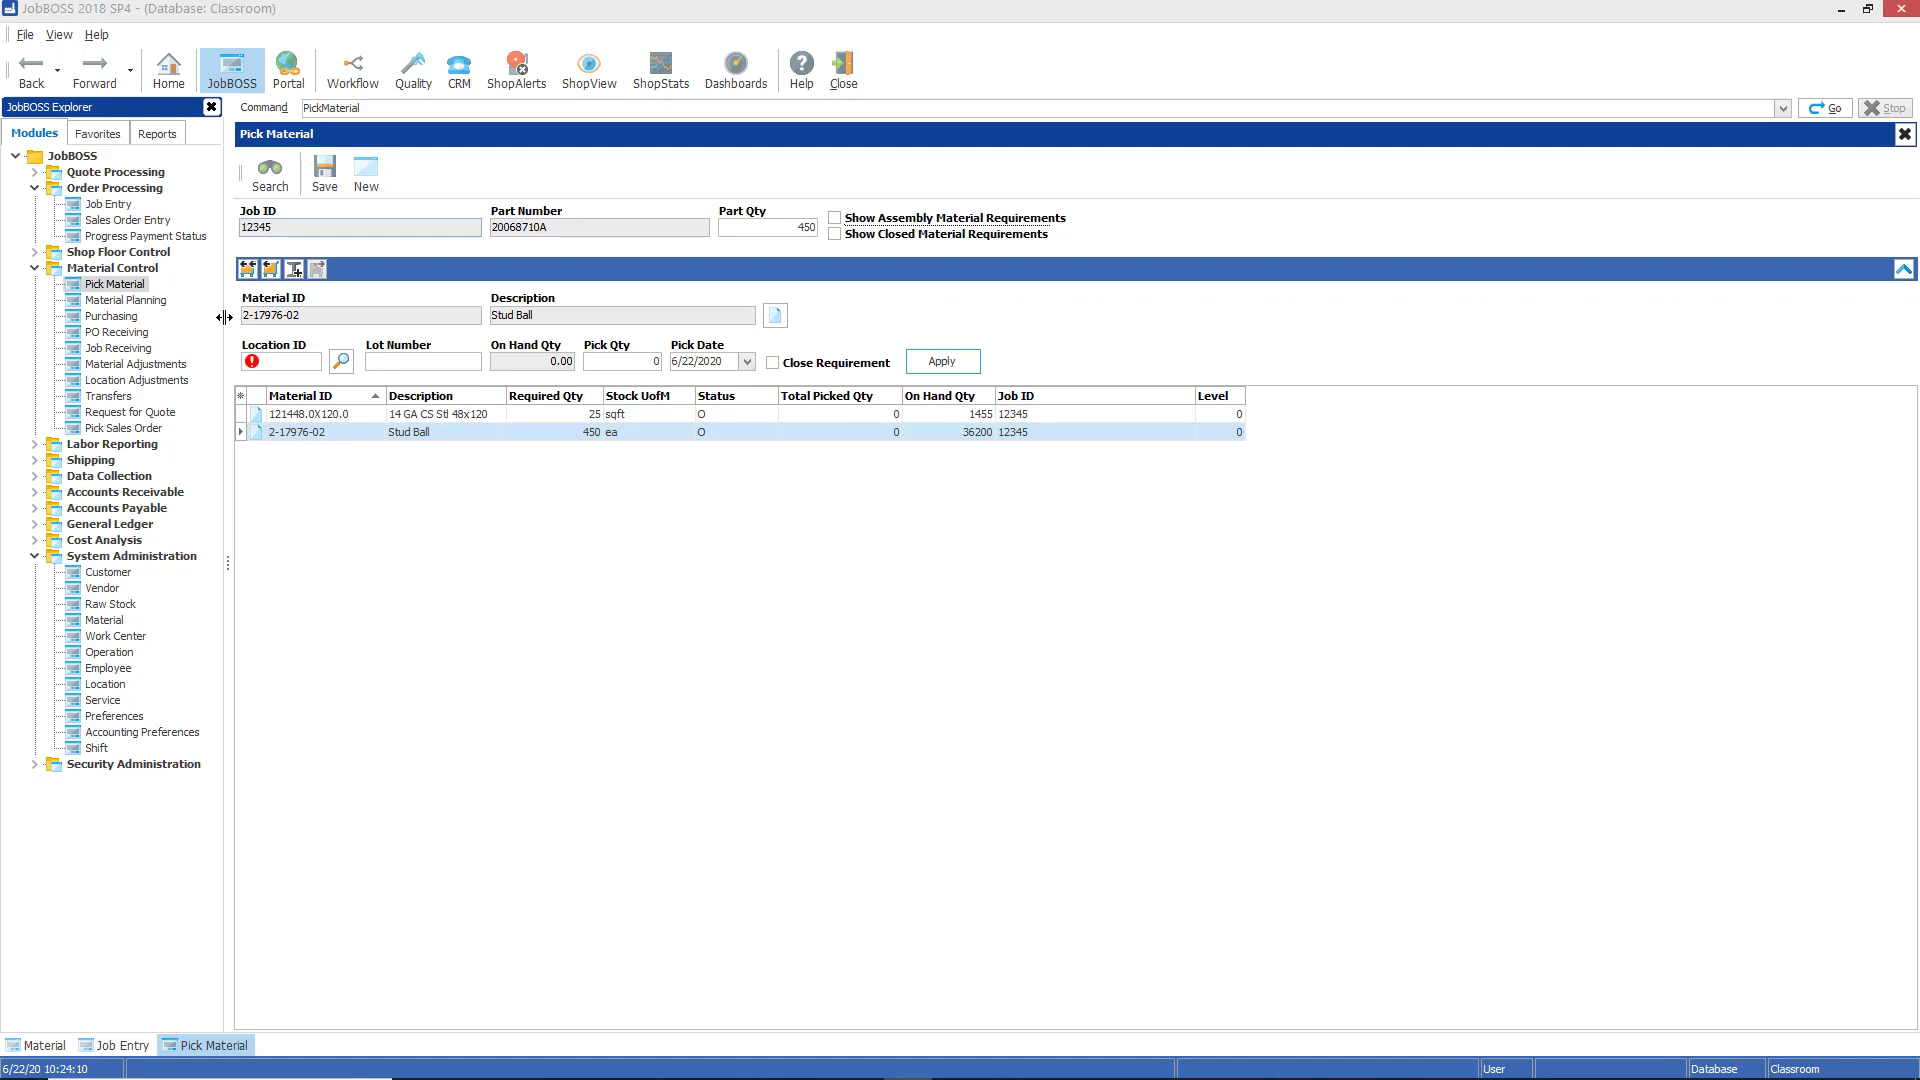 JobBOSS 2018 SP4 - (Database: Classroom)
File View Help
Back Forward Home JobBOSS Portal Workflow Quality CRM ShopAlerts ShopView ShopStats Dashboards Help Close
JobBOSS Explorer
Command PickMaterial Go Stop
Modules Favorites Reports
Pick Material
JobBOSS
Quote Processing
Order Processing
Job Entry
Sales Order Entry
Progress Payment Status
Shop Floor Control
Material Control
Pick Material
Material Planning
Purchasing
PO Receiving
Job Receiving
Material Adjustments
Location Adjustments
Transfers
Request for Quote
Pick Sales Order
Labor Reporting
Shipping
Data Collection
Accounts Receivable
Accounts Payable
General Ledger
Cost Analysis
System Administration
Customer
Vendor
Raw Stock
Material
Work Center
Operation
Employee
Location
Service
Preferences
Accounting Preferences
Shift
Security Administration
Search Save New
Job ID Part Number Part Qty
12345 20068710A 450
Show Assembly Material Requirements
Show Closed Material Requirements
Material ID Description
2-17976-02 Stud Ball
Location ID Lot Number On Hand Qty Pick Qty Pick Date
0.00 0 6/22/2020 Close Requirement Apply
Material ID Description Required Qty Stock UofM Status Total Picked Qty On Hand Qty Job ID Level
121448.0X120.0 14 GA CS Stl 48x120 25 sqft O 0 1455 12345 0
2-17976-02 Stud Ball 450 ea O 0 36200 12345 0
Material Job Entry Pick Material
6/22/20 10:24:10 User Database Classroom